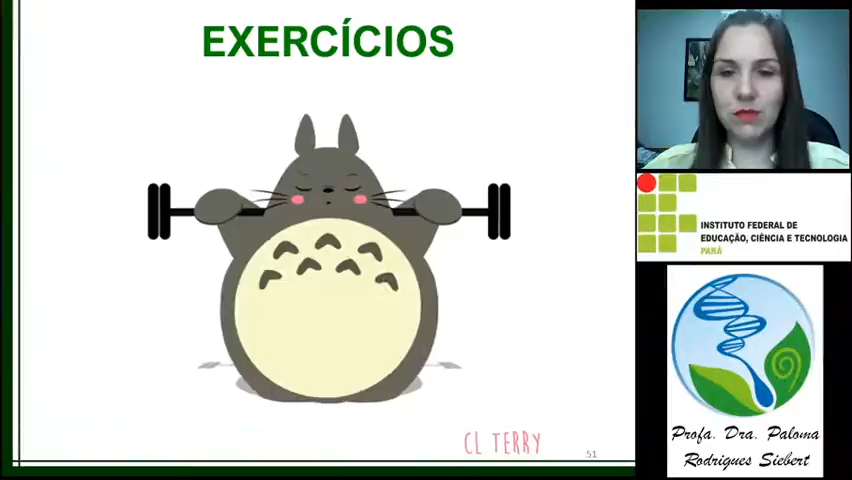 EXERCÍCIOS
CL TERRY
51
INSTITUTO FEDERAL DE
EDUCAÇÃO, CIÊNCIA E TECNOLOGIA
PARÁ
Profa. Dra. Paloma
Rodrigues Siebert